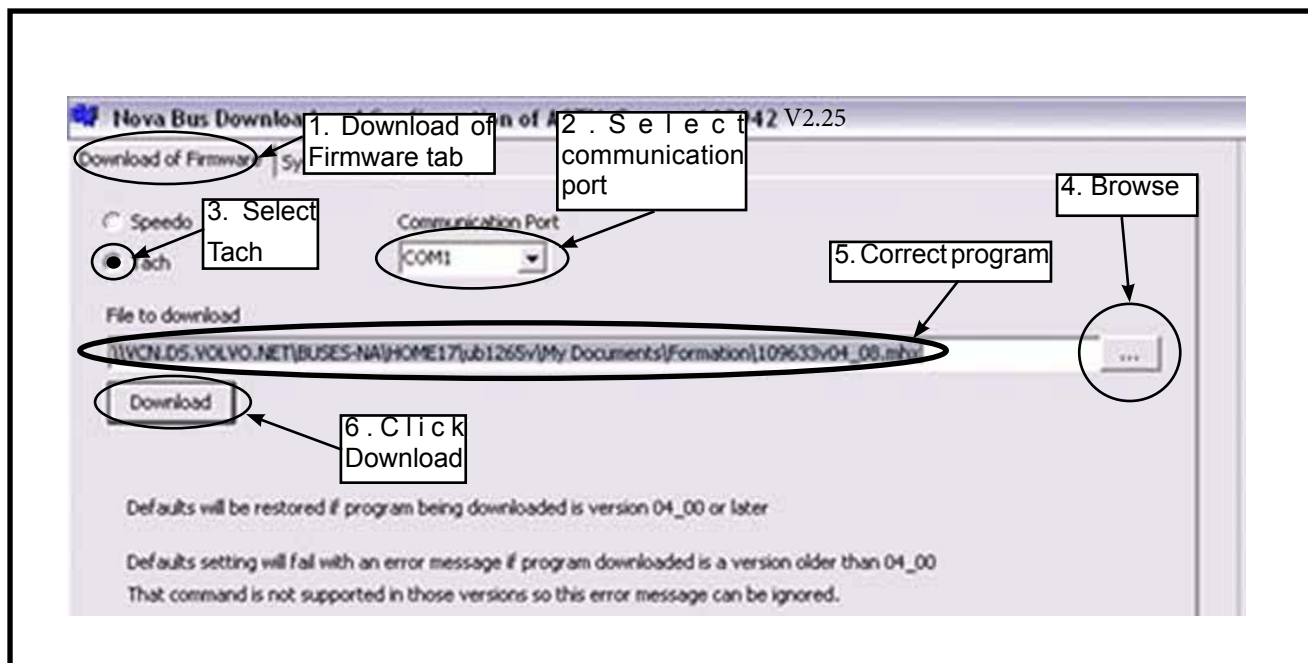 Nova Bus Downloa n of A 42 V2.25
1. Download of
Firmware tab
2 . S e l e c t
communication
port
Download of Firmware Sy
4. Browse
Speedo
3. Select
Tach
Communication Port
Tach
COM1
5. Correct program
File to download
\\VCN.DS.VOLVO.NET\BUSES-NA\HOME17\ub1265v\My Documents\Formation\109633v04_08.mhx
...
Download
6 . C l i c k
Download
Defaults will be restored if program being downloaded is version 04_00 or later
Defaults setting will fail with an error message if program downloaded is a version older than 04_00
That command is not supported in those versions so this error message can be ignored.